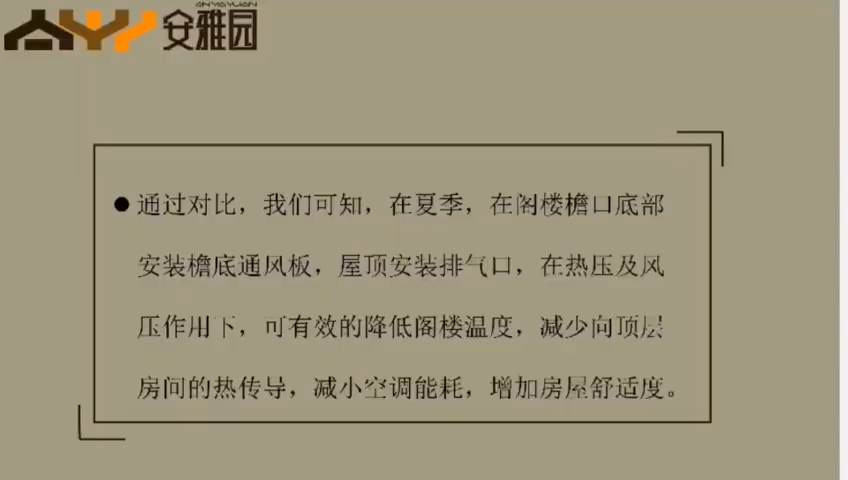 ANYAYUAN
安雅园
●通过对比，我们可知，在夏季，在阁楼檐口底部
安装檐底通风板，屋顶安装排气口，在热压及风
压作用下，可有效的降低阁楼温度，减少向顶层
房间的热传导，减小空调能耗，增加房屋舒适度。